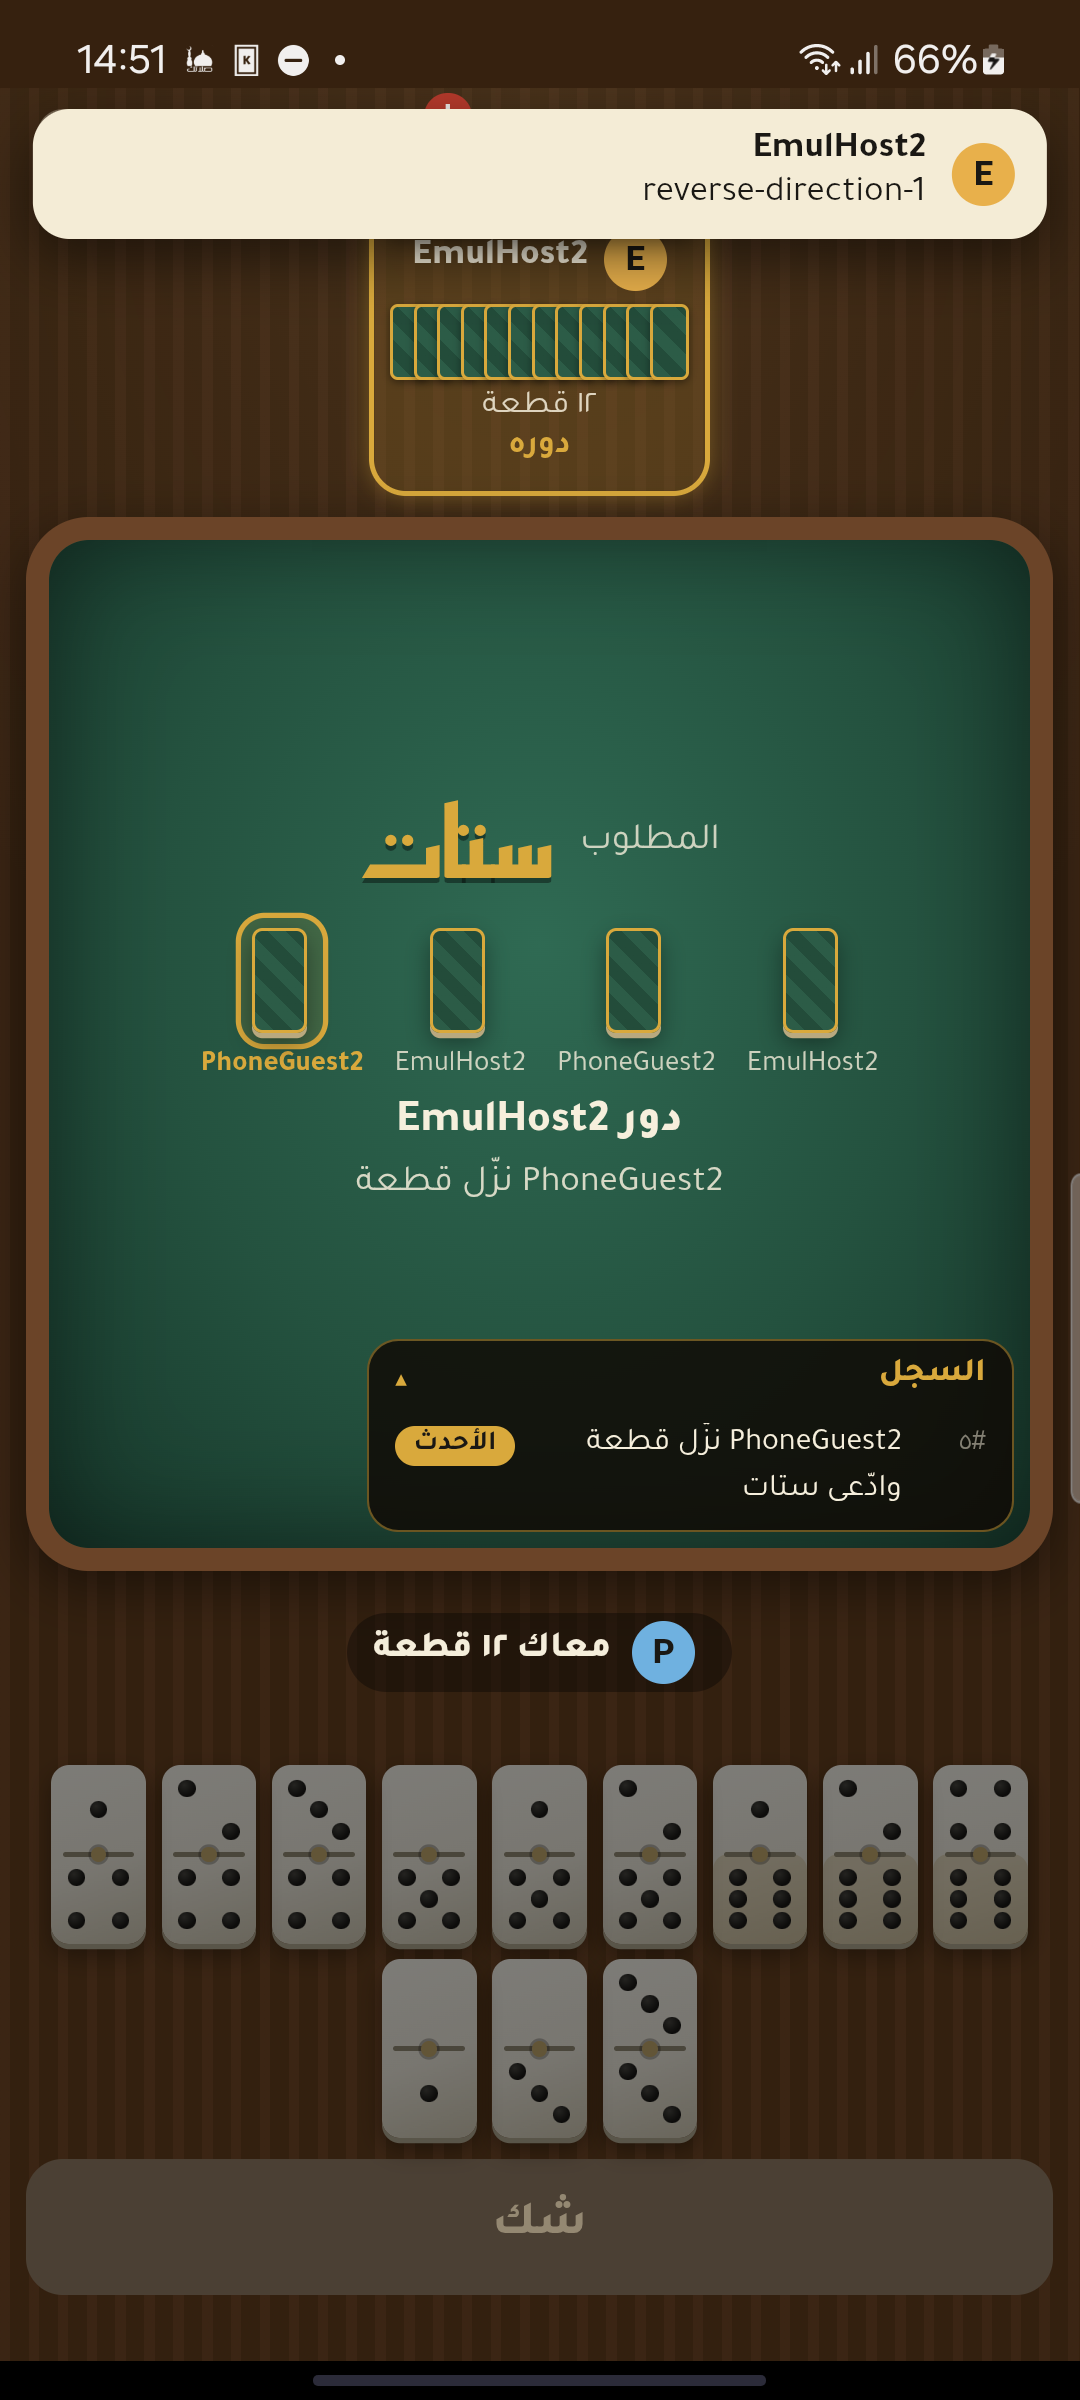 14:51
66%
EmulHost2
E
reverse-direction-1
EmulHost2
E
١٢ قطعة
دوره
المطلوب ستات
PhoneGuest2 EmulHost2 PhoneGuest2 EmulHost2
دور EmulHost2
PhoneGuest2 نزّل قطعة
السجل
#٥ PhoneGuest2 نزّل قطعة الأحدث
وادّعى ستات
P معاك ١٢ قطعة
شك